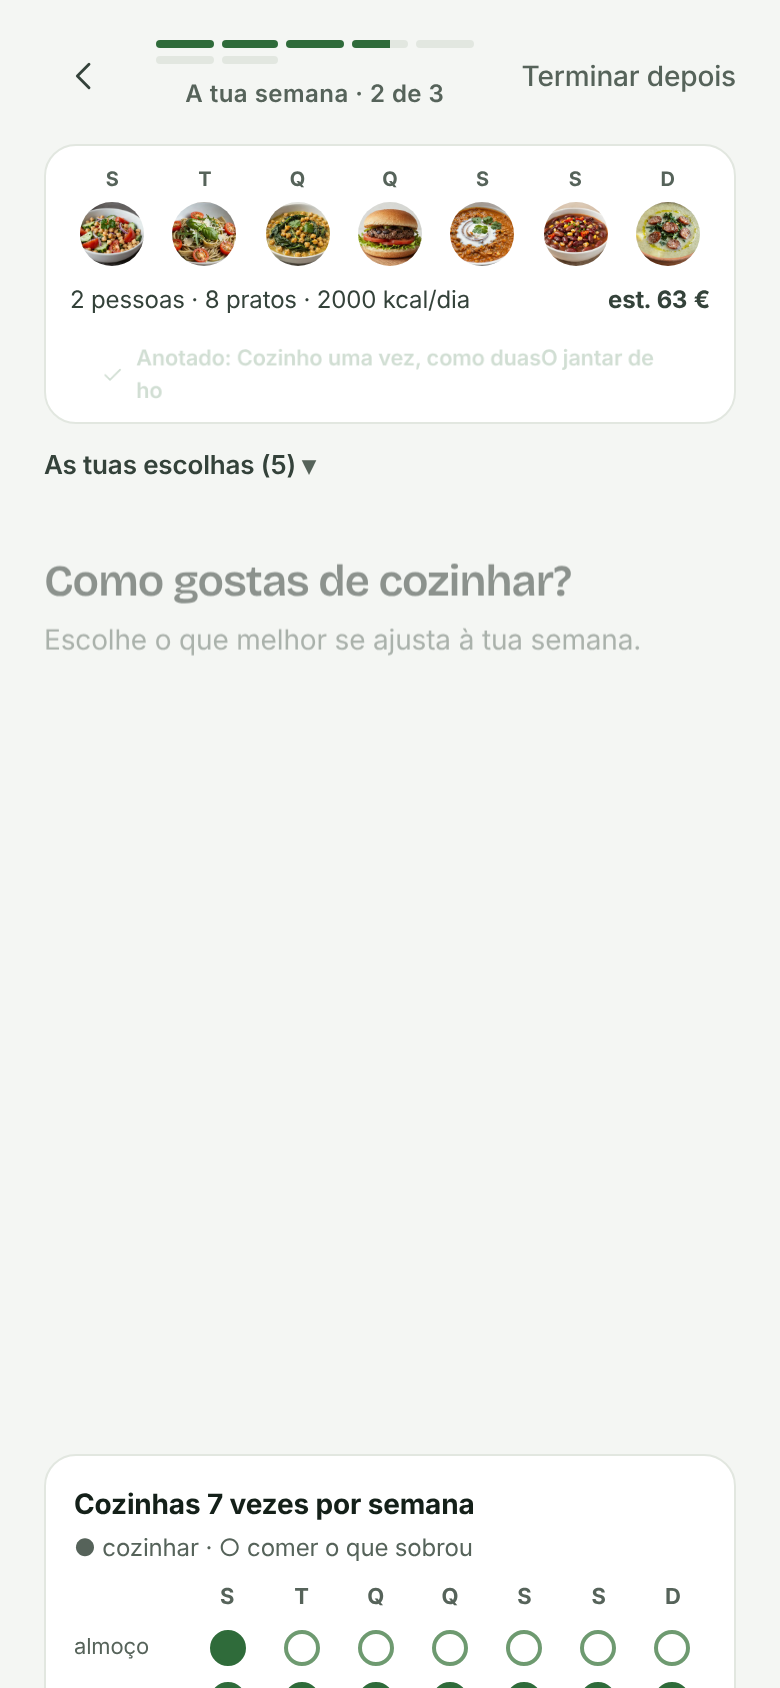 A tua semana · 2 de 3
Terminar depois
S T Q Q S S D
2 pessoas · 8 pratos · 2000 kcal/dia est. 63 €
Anotado: Cozinho uma vez, como duasO jantar de
ho
As tuas escolhas (5) ▾
Como gostas de cozinhar?
Escolhe o que melhor se ajusta à tua semana.
Cozinhas 7 vezes por semana
● cozinhar · ○ comer o que sobrou
S T Q Q S S D
almoço